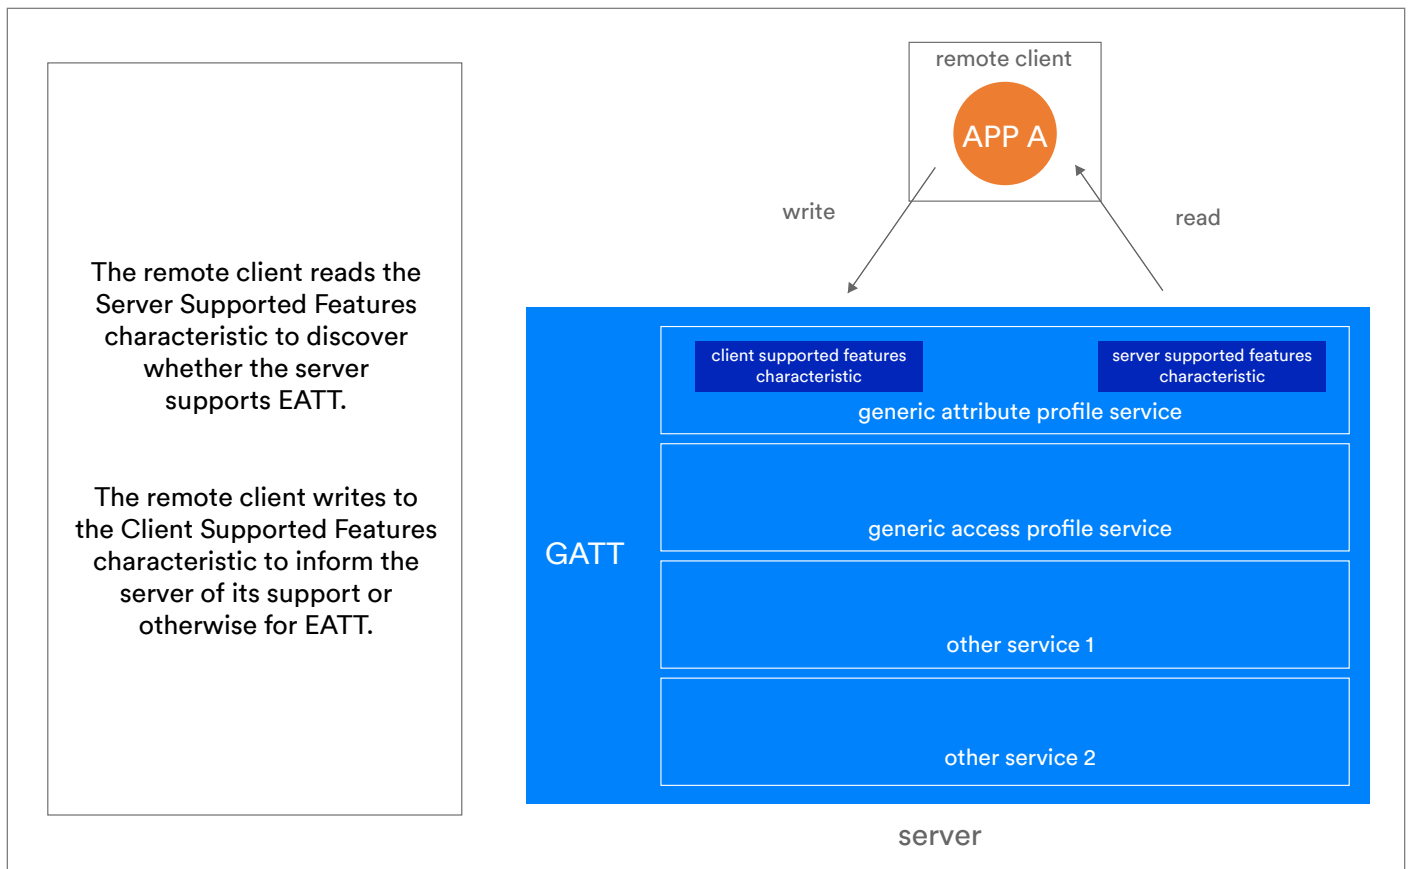 The remote client reads the
Server Supported Features
characteristic to discover
whether the server
supports EATT.
The remote client writes to
the Client Supported Features
characteristic to inform the
server of its support or
otherwise for EATT.
remote client
APP A
write
read
client supported features
characteristic
server supported features
characteristic
generic attribute profile service
generic access profile service
GATT
other service 1
other service 2
server